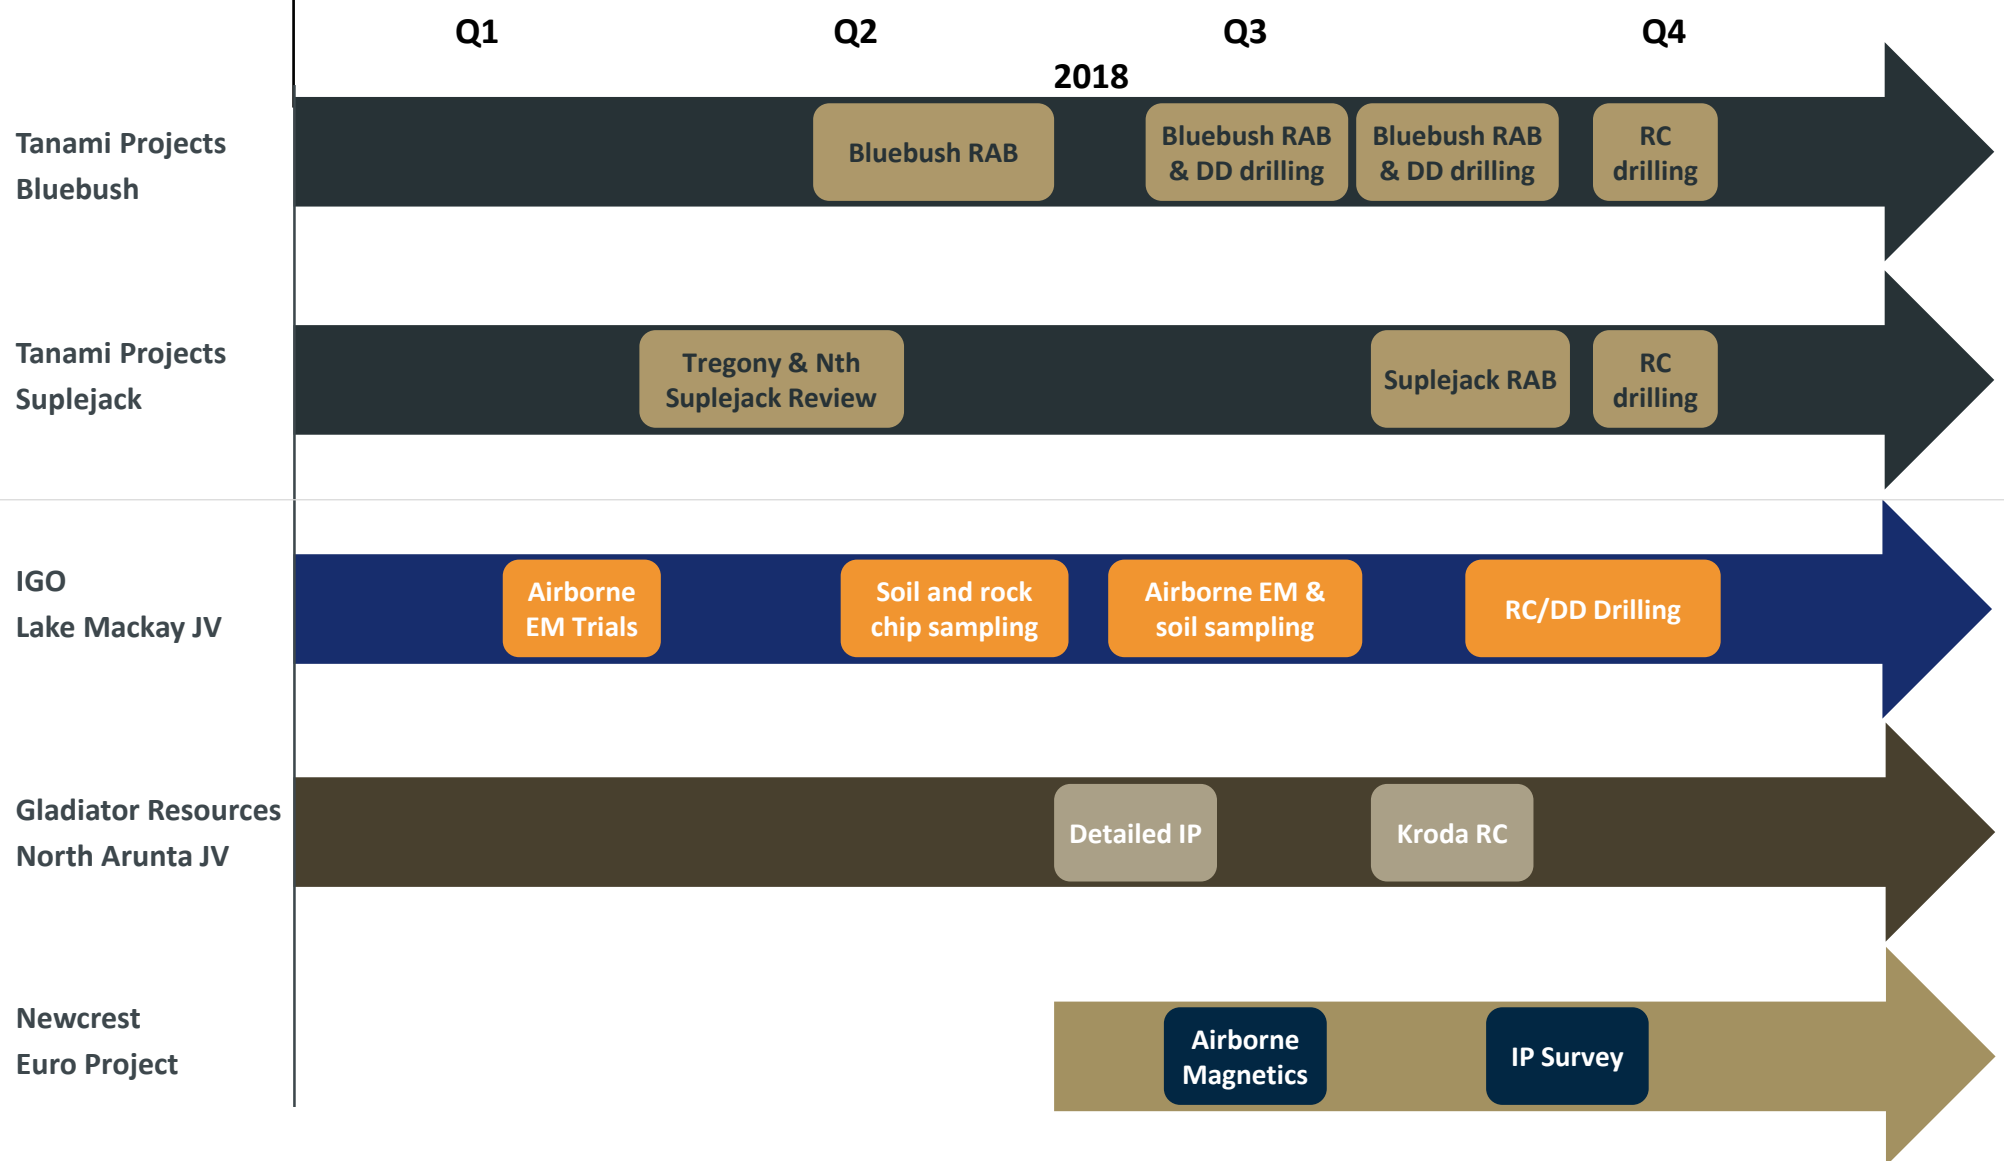 Q1 Q2 Q3 Q4
2018
Tanami Projects
Bluebush
Bluebush RAB
Bluebush RAB
& DD drilling
Bluebush RAB
& DD drilling
RC
drilling
Tanami Projects
Suplejack
Tregony & Nth
Suplejack Review
Suplejack RAB
RC
drilling
IGO
Lake Mackay JV
Airborne
EM Trials
Soil and rock
chip sampling
Airborne EM &
soil sampling
RC/DD Drilling
Gladiator Resources
North Arunta JV
Detailed IP
Kroda RC
Newcrest
Euro Project
Airborne
Magnetics
IP Survey